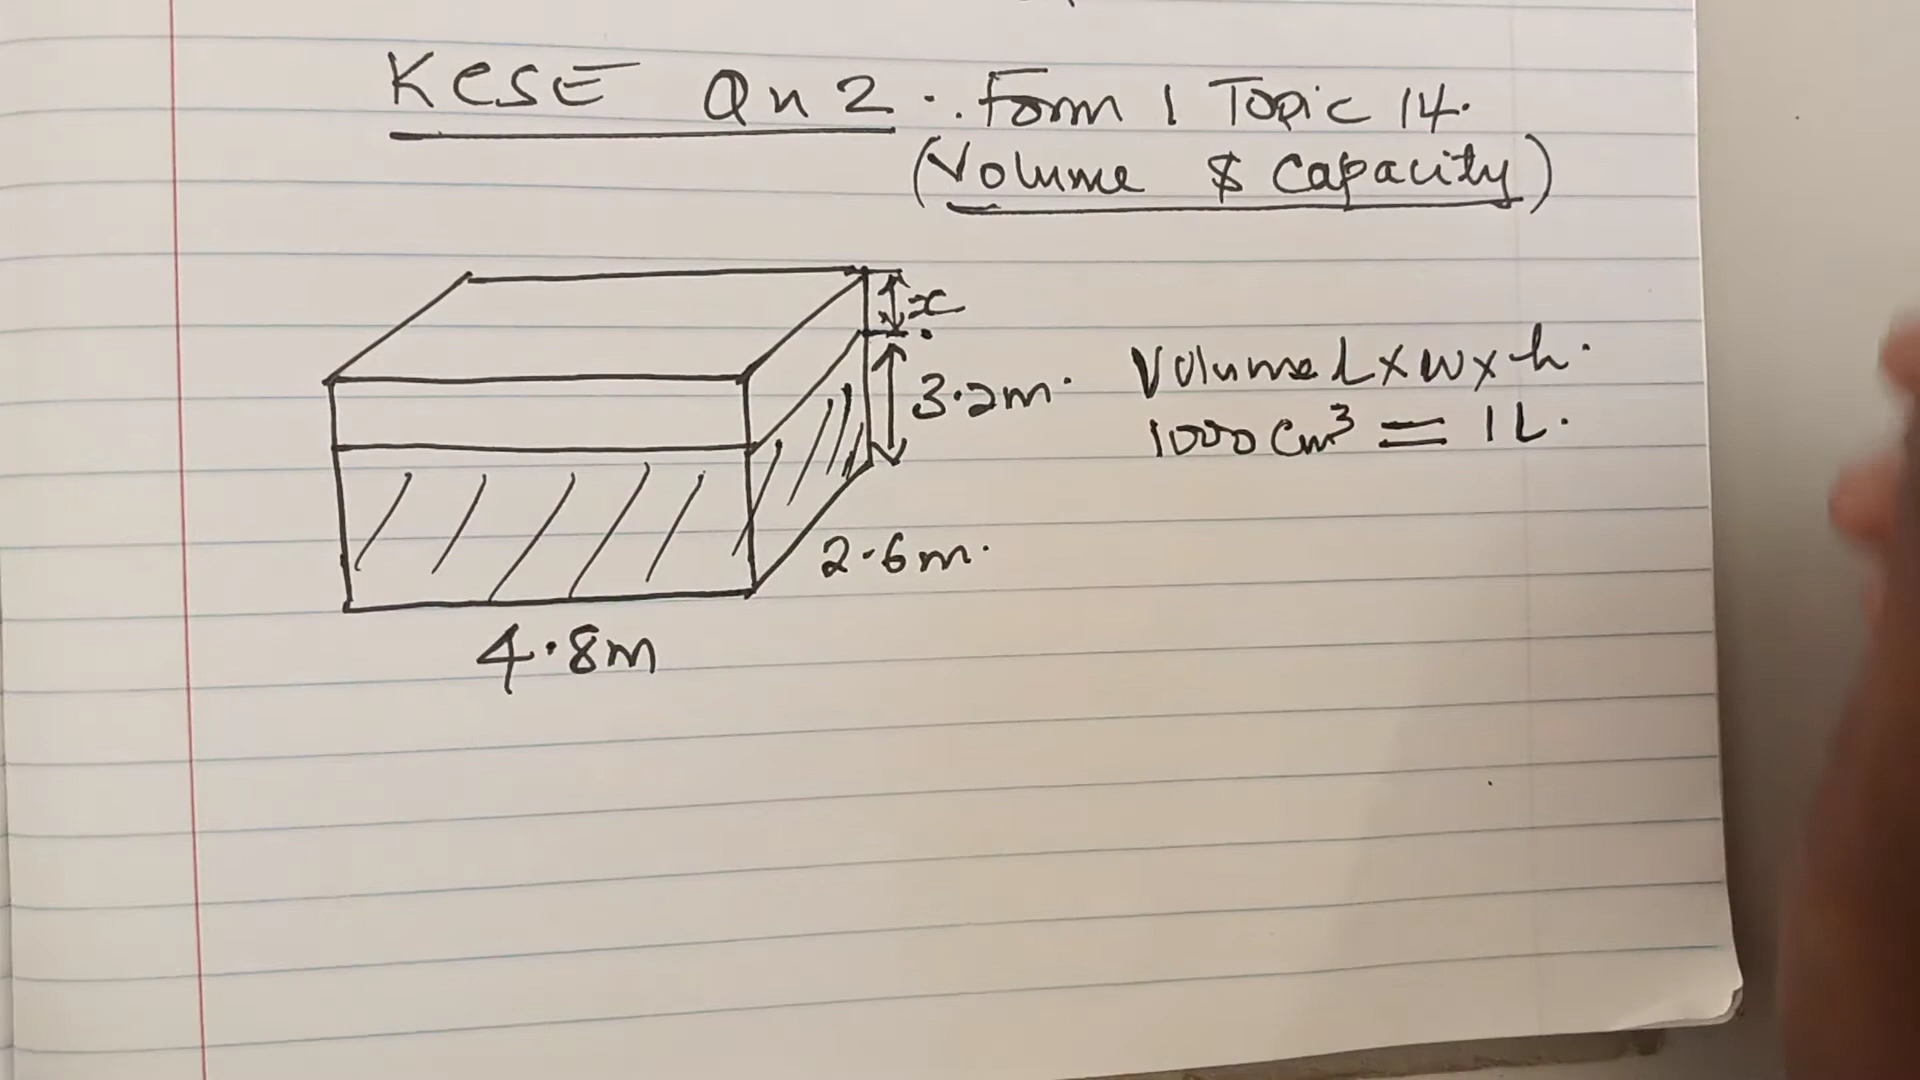 KCSE Qn 2. Form 1 Topic 14.
(Volume & Capacity)
x
3.2m.
Volume L x w x h.
1000 cm³ = 1L.
2.6m.
4.8m